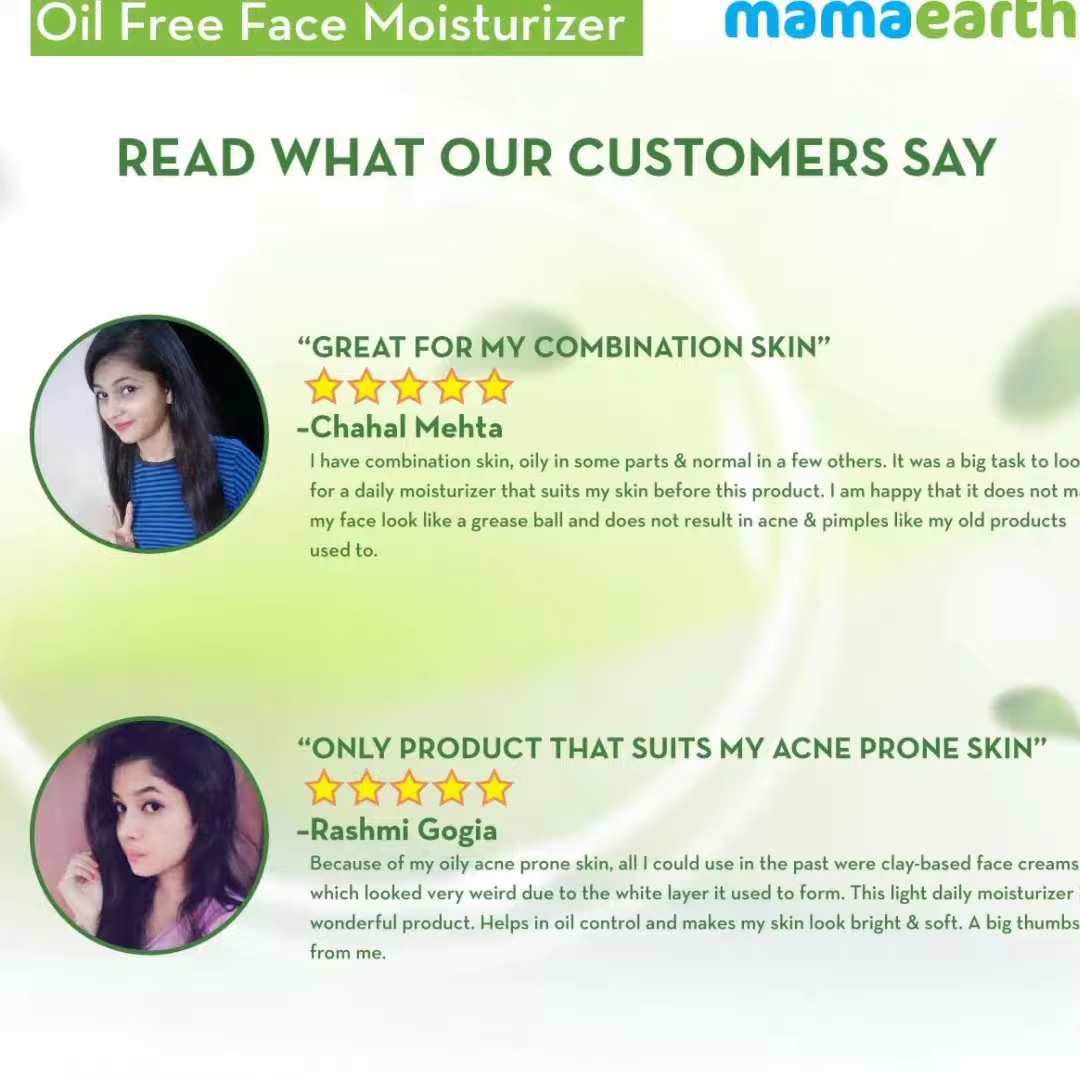 Oil Free Face Moisturizer
mamaearth
READ WHAT OUR CUSTOMERS SAY
“GREAT FOR MY COMBINATION SKIN”
-Chahal Mehta
I have combination skin, oily in some parts & normal in a few others. It was a big task to
for a daily moisturizer that suits my skin before this product. I am happy that it does not
my face look like a grease ball and does not result in acne & pimples like my old products
used to.
“ONLY PRODUCT THAT SUITS MY ACNE PRONE SKIN”
-Rashmi Gogia
Because of my oily acne prone skin, all I could use in the past were clay-based face creams
which looked very weird due to the white layer it used to form. This light daily moisturizer
wonderful product. Helps in oil control and makes my skin look bright & soft. A big thumbs
from me.